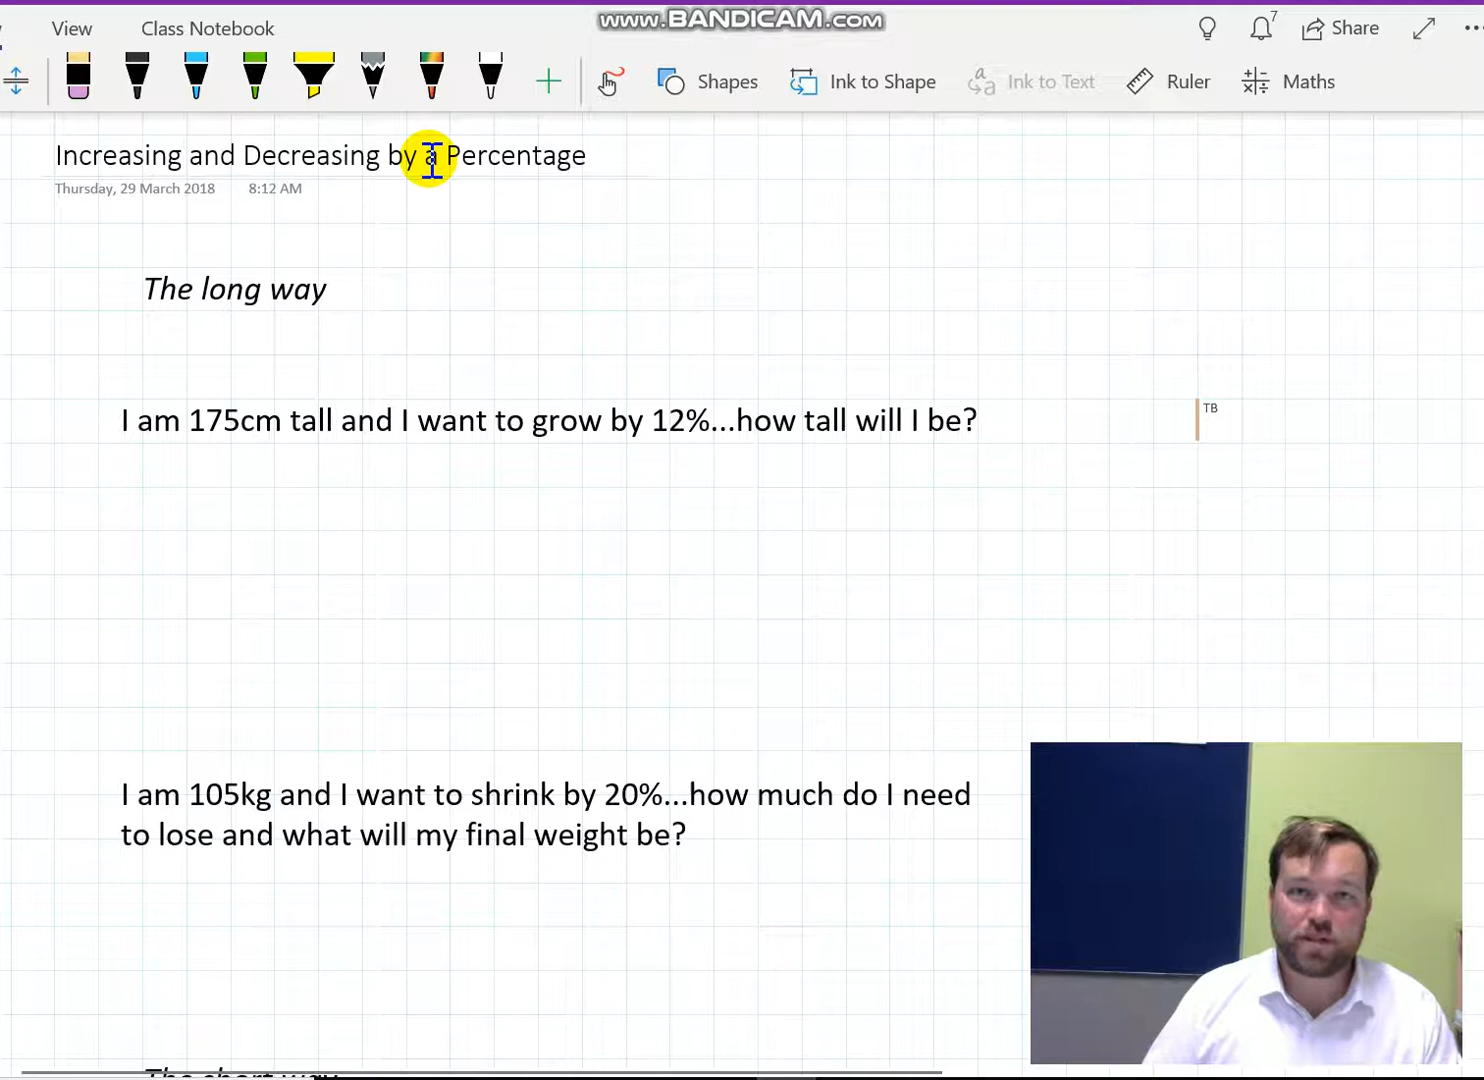 www.BANDICAM.com
View Class Notebook 7 Share
Shapes Ink to Shape Ink to Text Ruler Maths
Increasing and Decreasing by a Percentage
Thursday, 29 March 2018 8:12 AM
The long way
I am 175cm tall and I want to grow by 12%...how tall will I be?
TB
I am 105kg and I want to shrink by 20%...how much do I need
to lose and what will my final weight be?
The short way